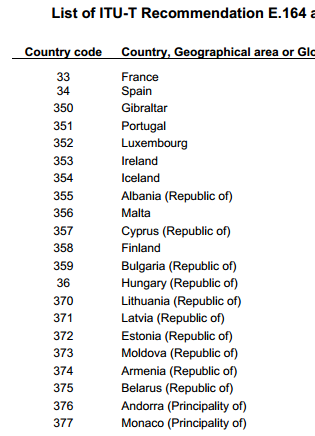 List of ITU-T Recommendation E.164 a
Country code Country, Geographical area or Glo
33 France
34 Spain
350 Gibraltar
351 Portugal
352 Luxembourg
353 Ireland
354 Iceland
355 Albania (Republic of)
356 Malta
357 Cyprus (Republic of)
358 Finland
359 Bulgaria (Republic of)
36 Hungary (Republic of)
370 Lithuania (Republic of)
371 Latvia (Republic of)
372 Estonia (Republic of)
373 Moldova (Republic of)
374 Armenia (Republic of)
375 Belarus (Republic of)
376 Andorra (Principality of)
377 Monaco (Principality of)